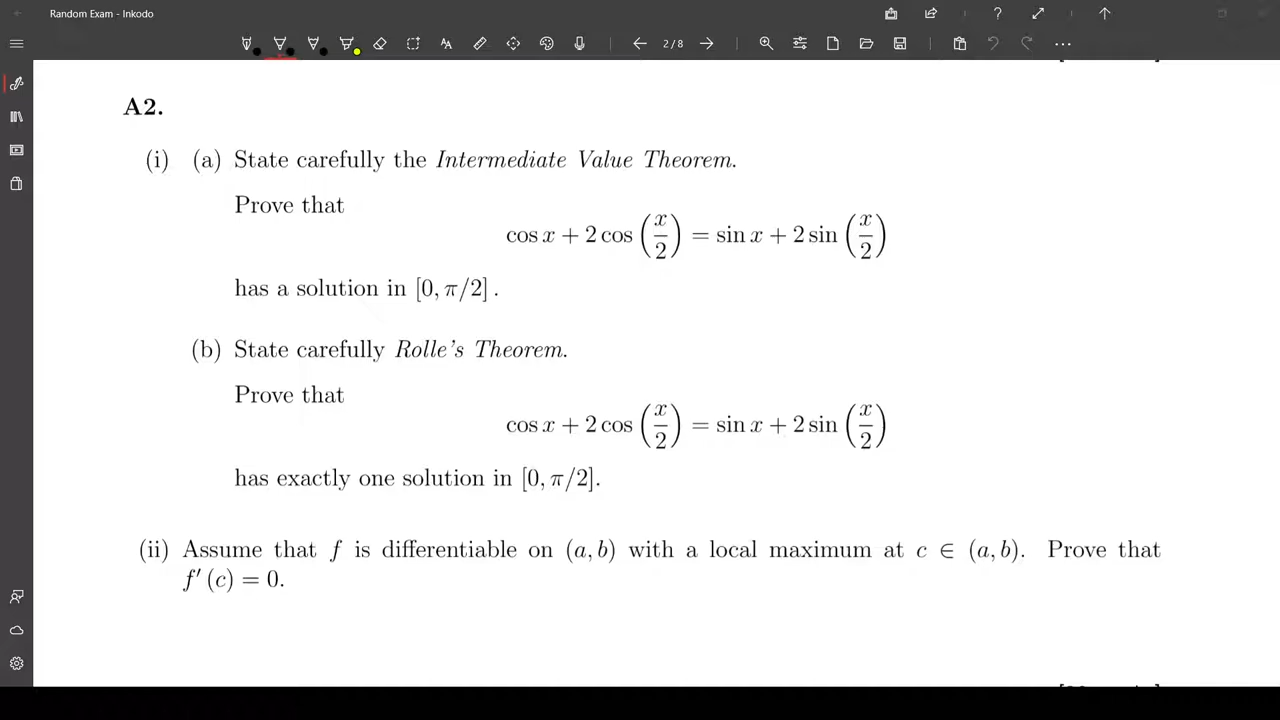 Random Exam - Inkodo
2/8
A2.
(i) (a) State carefully the Intermediate Value Theorem.
Prove that
cos x + 2 cos (x/2) = sin x + 2 sin (x/2)
has a solution in [0, π/2] .
(b) State carefully Rolle's Theorem.
Prove that
cos x + 2 cos (x/2) = sin x + 2 sin (x/2)
has exactly one solution in [0, π/2].
(ii) Assume that f is differentiable on (a, b) with a local maximum at c ∈ (a, b). Prove that
f′ (c) = 0.